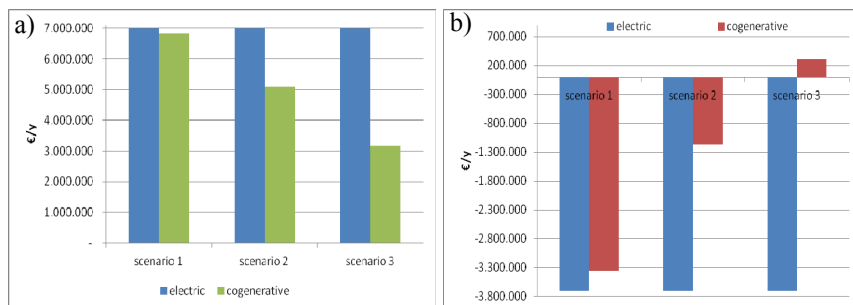 a)
7.000.000
6.000.000
5.000.000
4.000.000
3.000.000
2.000.000
1.000.000
-
€/y
scenario 1 scenario 2 scenario 3
electric cogenerative
b)
electric cogenerative
700.000
200.000
-300.000
-800.000
-1.300.000
-1.800.000
-2.300.000
-2.800.000
-3.300.000
-3.800.000
€/y
scenario 1 scenario 2 scenario 3